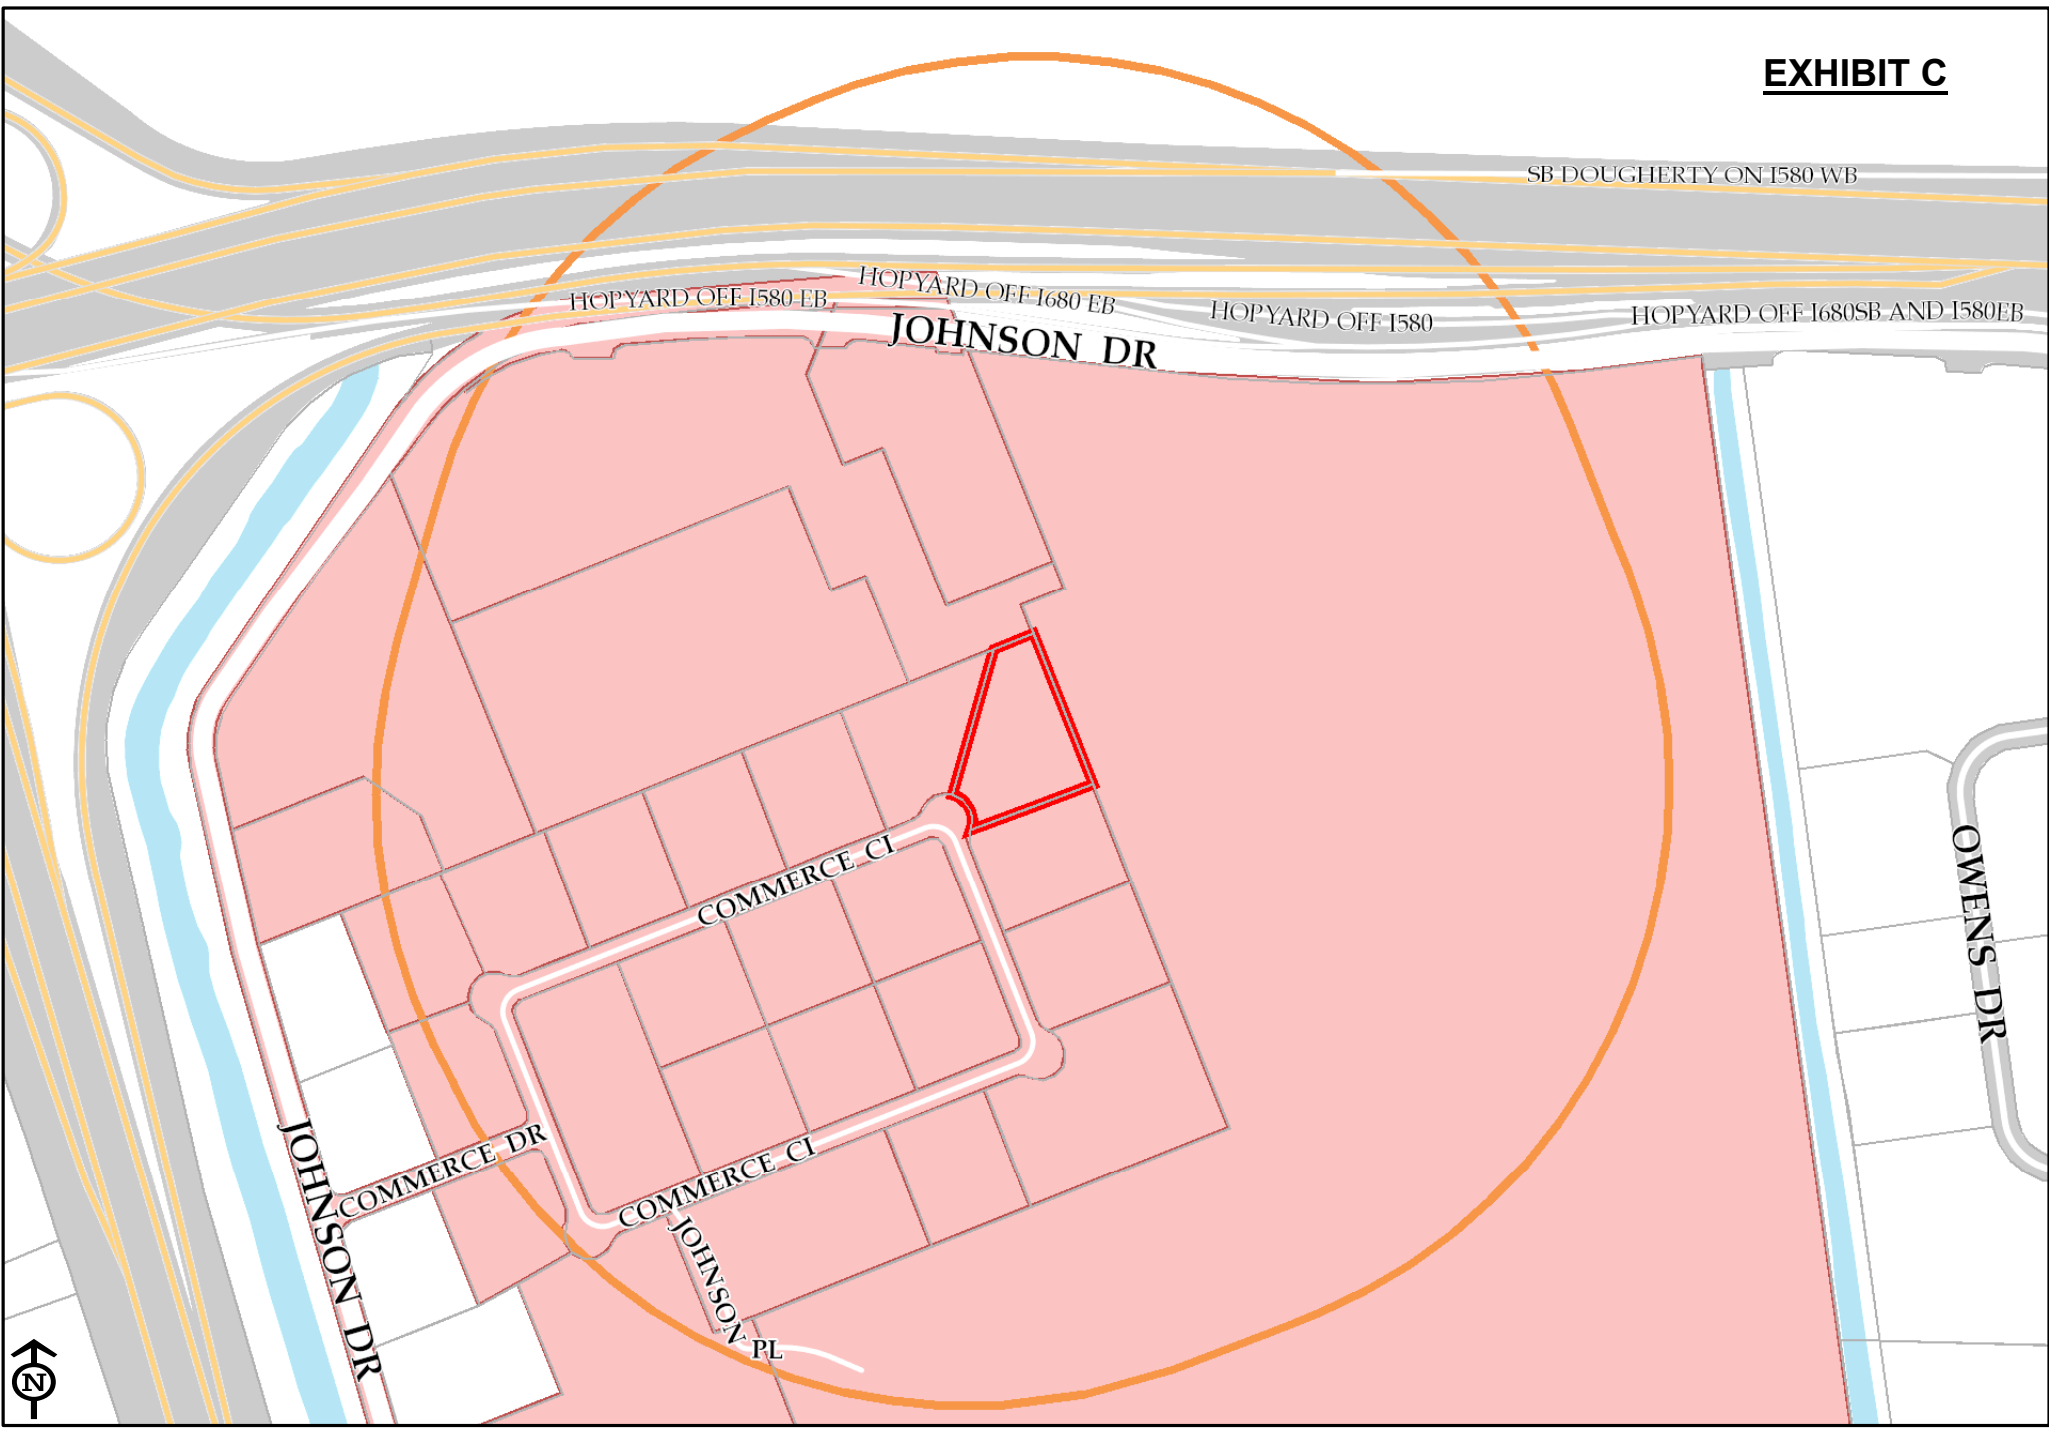 EXHIBIT C
SB DOUGHERTY ON I580 WB
HOPYARD OFF I580 EB
HOPYARD OFF I680 EB
HOPYARD OFF I580
HOPYARD OFF I680SB AND I580EB
JOHNSON DR
COMMERCE CI
OWENS DR
COMMERCE DR
COMMERCE CI
JOHNSON DR
JOHNSON PL
N